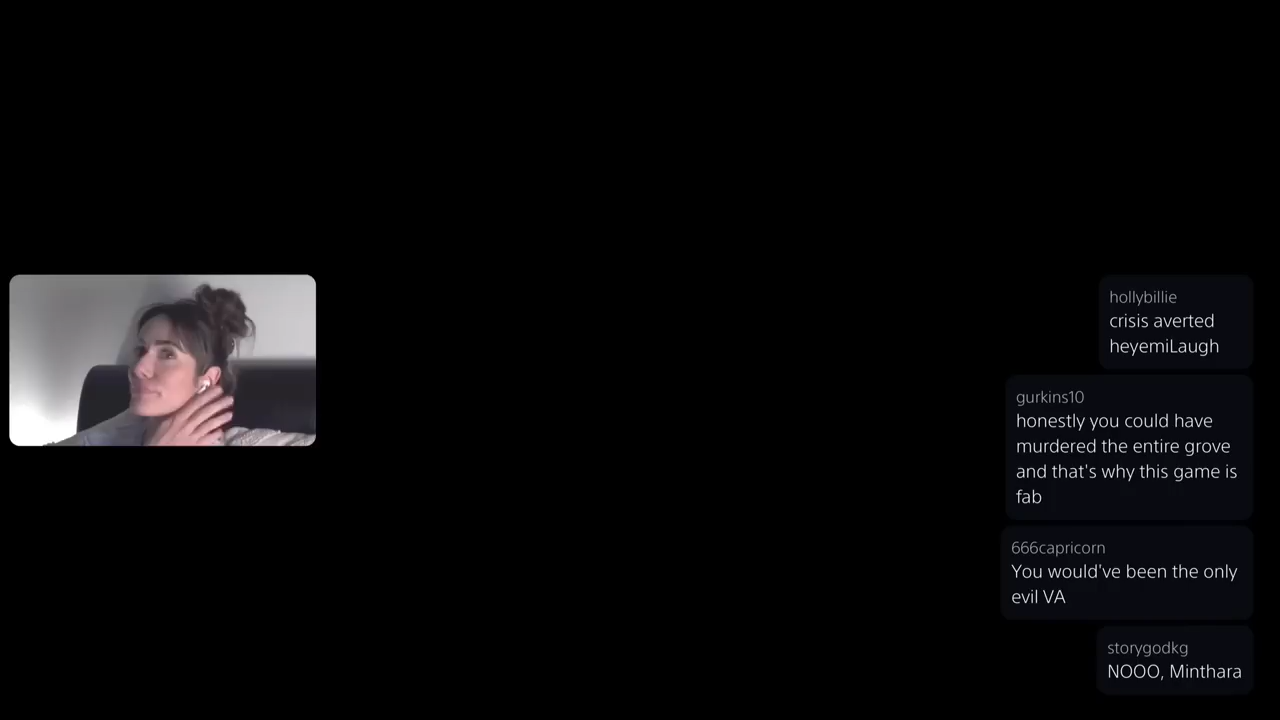 hollybillie
crisis averted
heyemiLaugh
gurkins10
honestly you could have
murdered the entire grove
and that's why this game is
fab
666capricorn
You would've been the only
evil VA
storygodkg
NOOO, Minthara